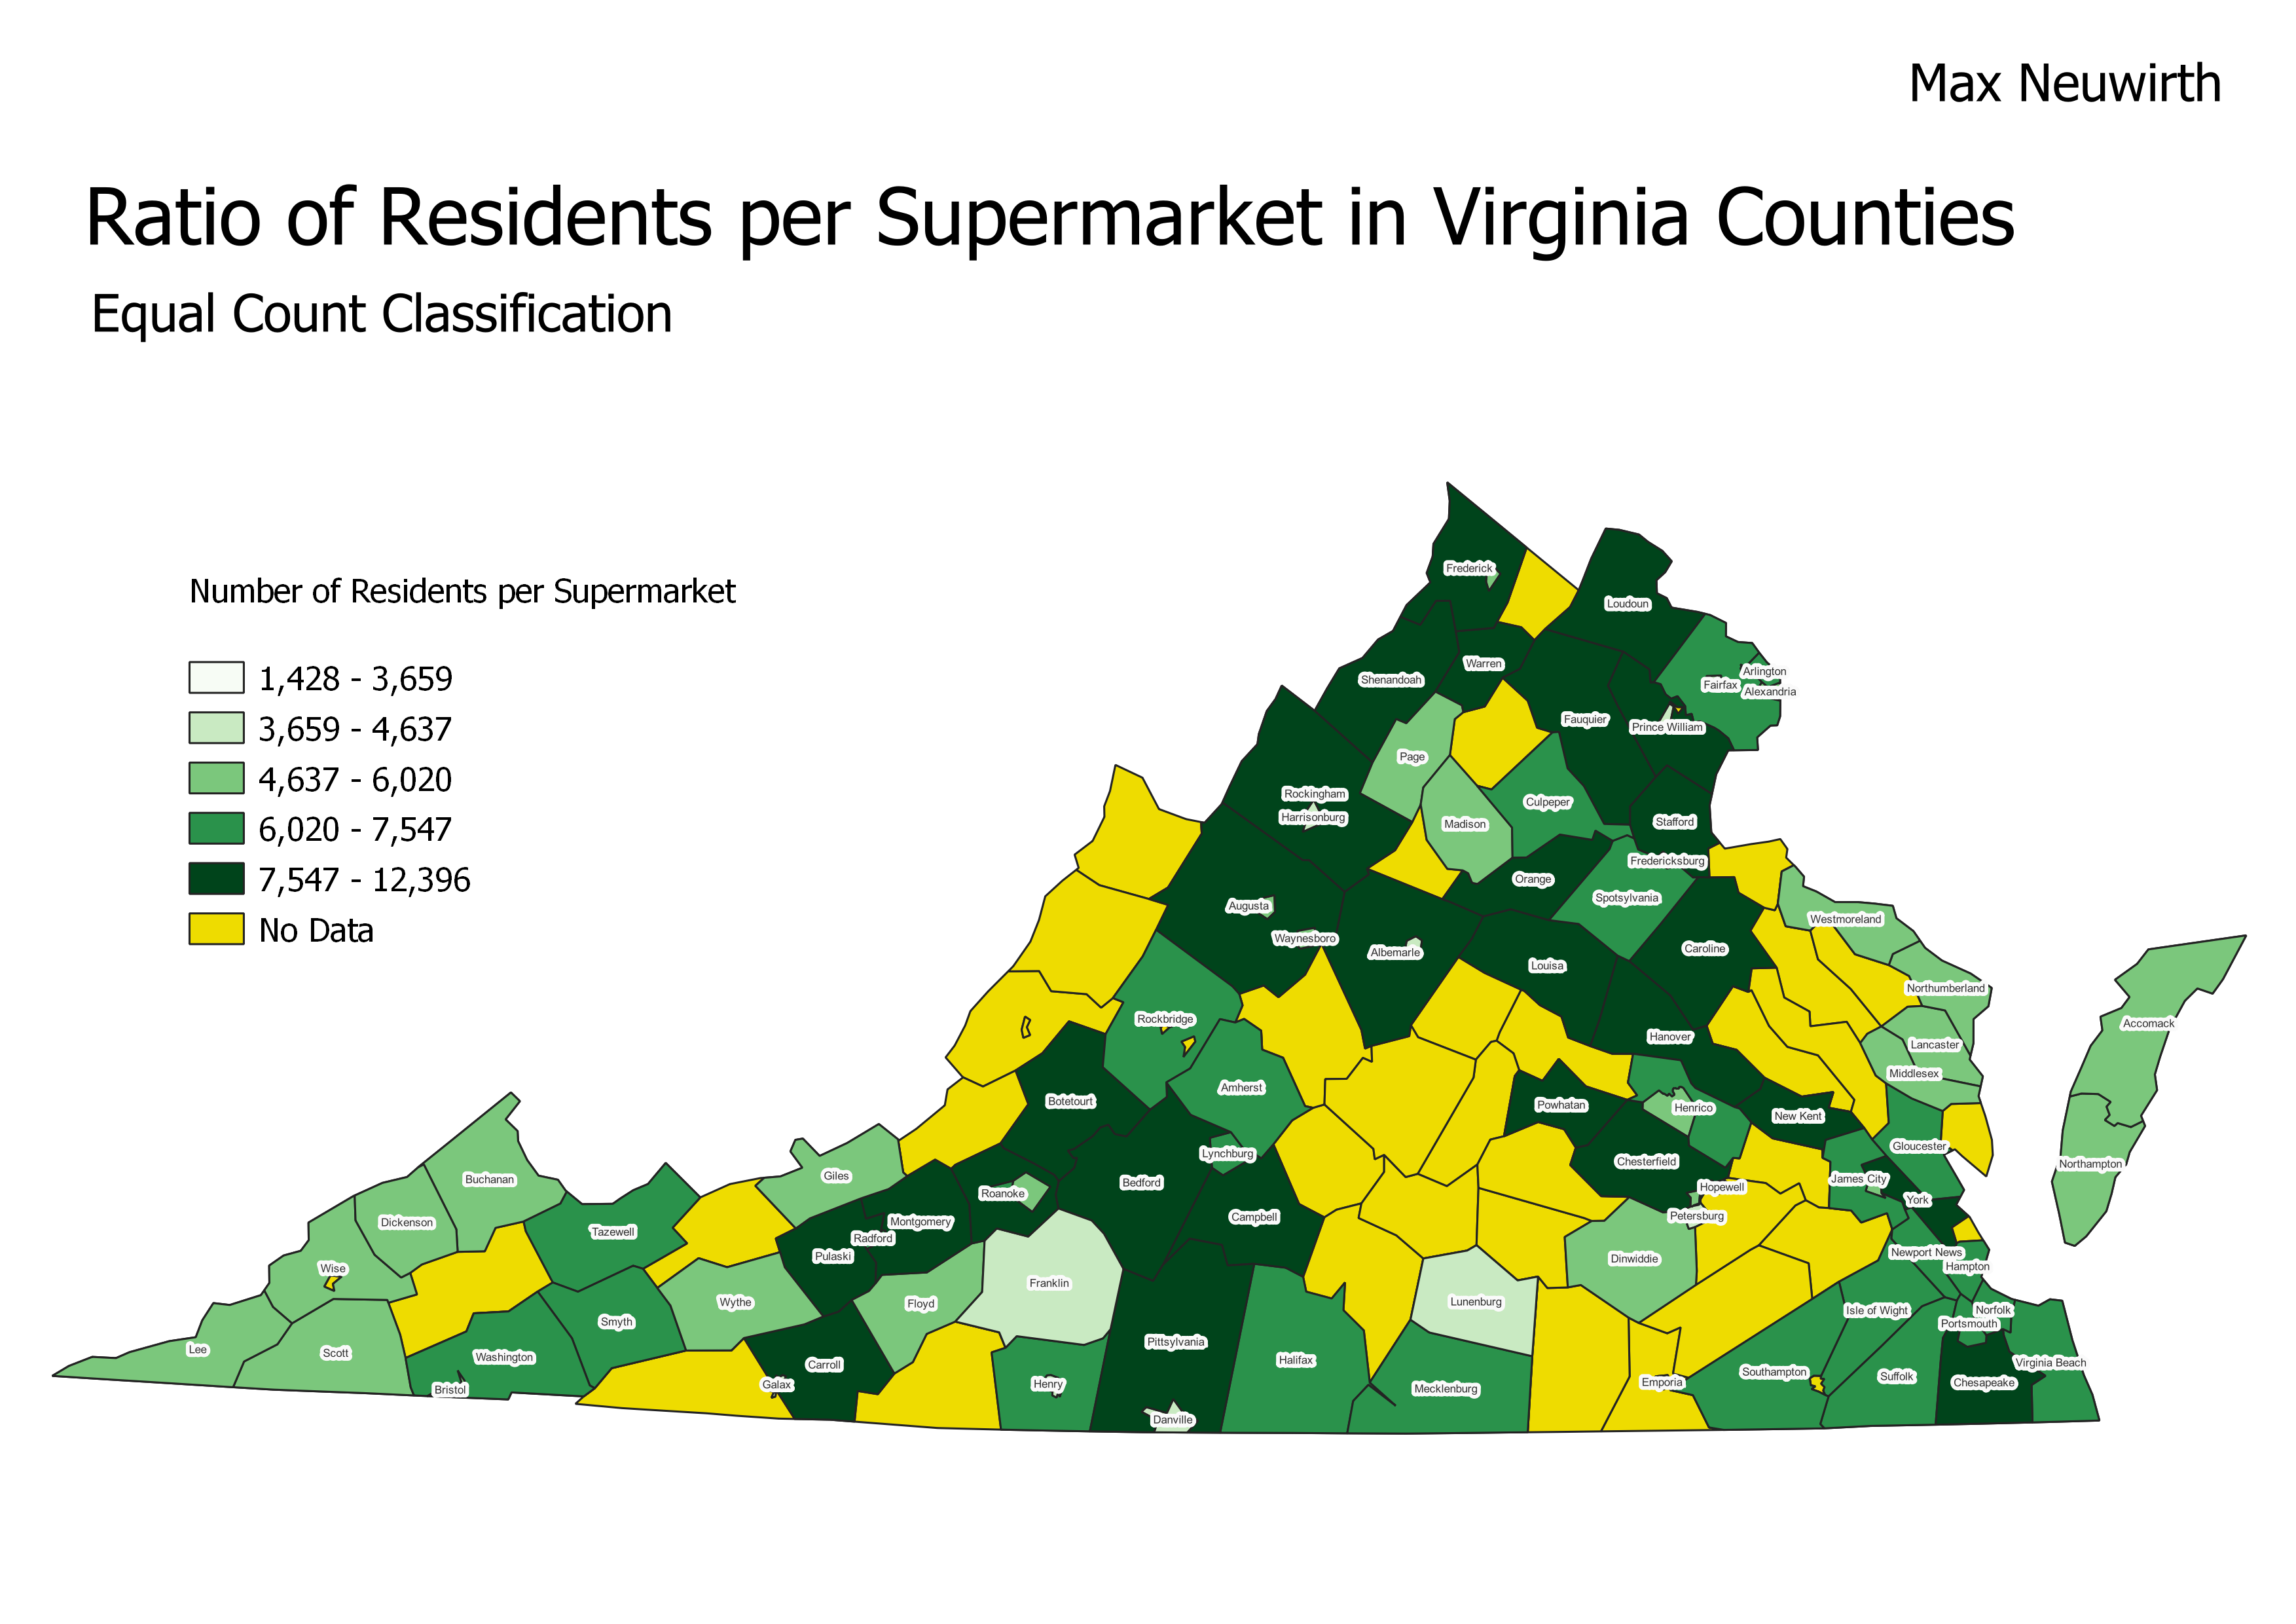 Max Neuwirth
Ratio of Residents per Supermarket in Virginia Counties
Equal Count Classification
Number of Residents per Supermarket
1,428 - 3,659
3,659 - 4,637
4,637 - 6,020
6,020 - 7,547
7,547 - 12,396
No Data
Frederick
Loudoun
Warren
Arlington
Shenandoah
Fairfax
Alexandria
Fauquier
Prince William
Page
Rockingham
Culpeper
Harrisonburg
Madison
Stafford
Fredericksburg
Orange
Spotsylvania
Augusta
Westmoreland
Waynesboro
Albemarle
Caroline
Louisa
Northumberland
Rockbridge
Accomack
Hanover
Lancaster
Middlesex
Amherst
Botetourt
Powhatan
Henrico
New Kent
Gloucester
Lynchburg
Chesterfield
Northampton
Giles
Buchanan
James City
Bedford
Roanoke
Hopewell
York
Petersburg
Campbell
Montgomery
Dickenson
Tazewell
Radford
Pulaski
Newport News
Dinwiddie
Hampton
Wise
Franklin
Wythe
Floyd
Lunenburg
Isle of Wight
Norfolk
Smyth
Portsmouth
Pittsylvania
Lee
Scott
Washington
Halifax
Carroll
Virginia Beach
Southampton
Suffolk
Galax
Henry
Emporia
Chesapeake
Bristol
Mecklenburg
Danville